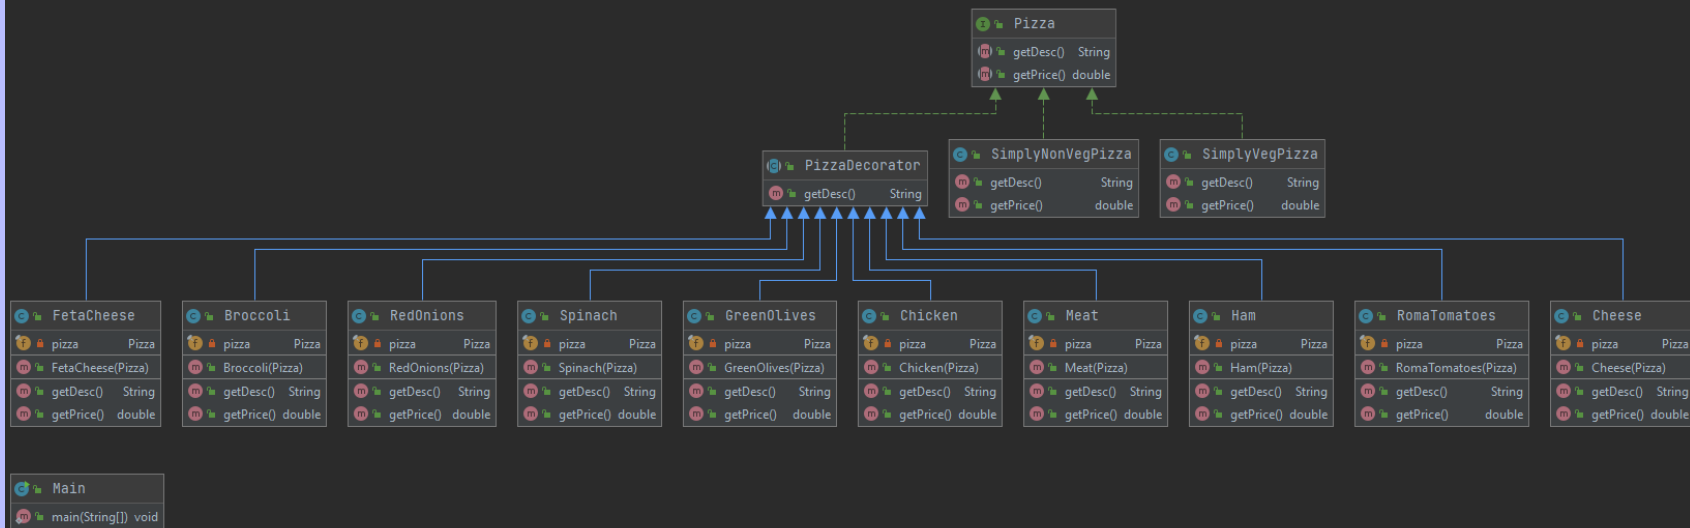 Pizza
getDesc() String
getPrice() double
PizzaDecorator
getDesc() String
SimplyNonVegPizza
getDesc() String
getPrice() double
SimplyVegPizza
getDesc() String
getPrice() double
FetaCheese
pizza Pizza
FetaCheese(Pizza)
getDesc() String
getPrice() double
Broccoli
pizza Pizza
Broccoli(Pizza)
getDesc() String
getPrice() double
RedOnions
pizza Pizza
RedOnions(Pizza)
getDesc() String
getPrice() double
Spinach
pizza Pizza
Spinach(Pizza)
getDesc() String
getPrice() double
GreenOlives
pizza Pizza
GreenOlives(Pizza)
getDesc() String
getPrice() double
Chicken
pizza Pizza
Chicken(Pizza)
getDesc() String
getPrice() double
Meat
pizza Pizza
Meat(Pizza)
getDesc() String
getPrice() double
Ham
pizza Pizza
Ham(Pizza)
getDesc() String
getPrice() double
RomaTomatoes
pizza Pizza
RomaTomatoes(Pizza)
getDesc() String
getPrice() double
Cheese
pizza Pizza
Cheese(Pizza)
getDesc() String
getPrice() double
Main
main(String[]) void